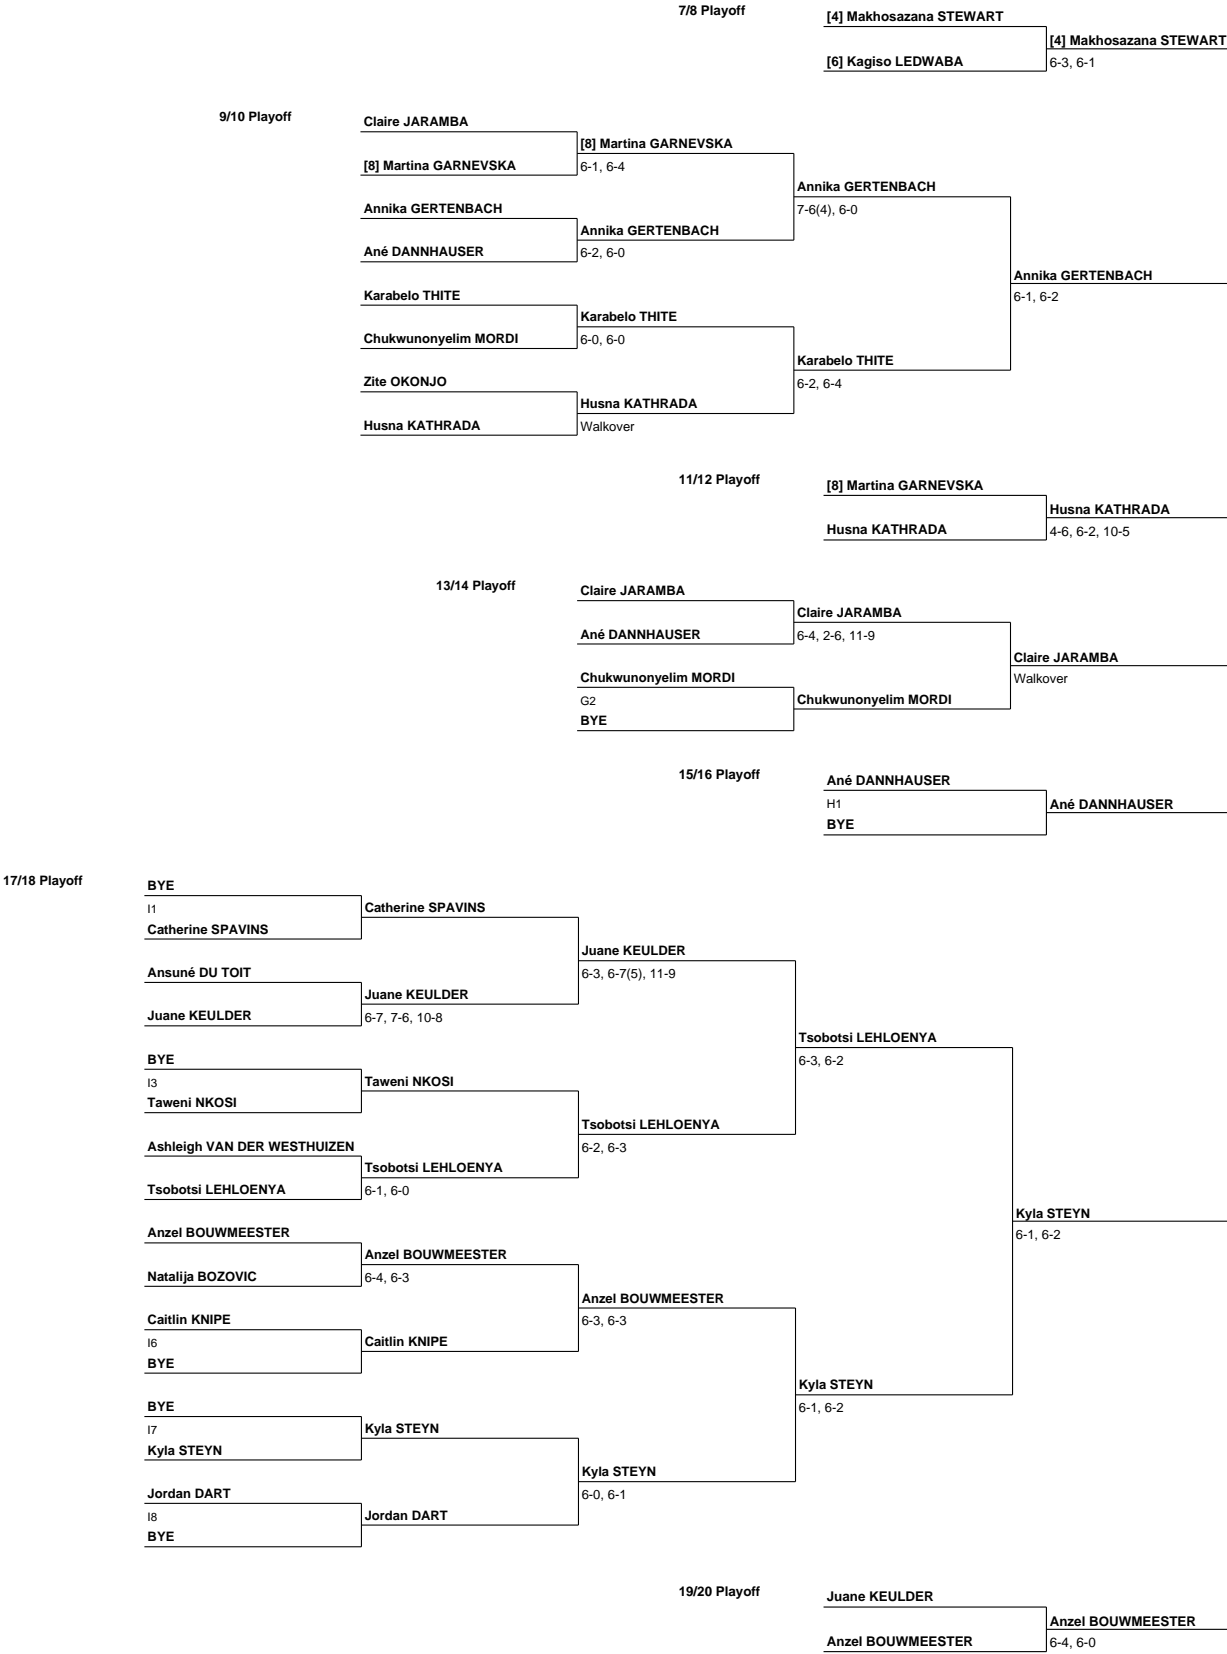 7/8 Playoff
[4] Makhosazana STEWART
[4] Makhosazana STEWART
[6] Kagiso LEDWABA
6-3, 6-1
9/10 Playoff
Claire JARAMBA
[8] Martina GARNEVSKA
[8] Martina GARNEVSKA
6-1, 6-4
Annika GERTENBACH
Annika GERTENBACH
7-6(4), 6-0
Annika GERTENBACH
Ané DANNHAUSER
6-2, 6-0
Annika GERTENBACH
6-1, 6-2
Karabelo THITE
Karabelo THITE
Chukwunonyelim MORDI
6-0, 6-0
Karabelo THITE
6-2, 6-4
Zite OKONJO
Husna KATHRADA
Husna KATHRADA
Walkover
11/12 Playoff
[8] Martina GARNEVSKA
Husna KATHRADA
Husna KATHRADA
4-6, 6-2, 10-5
13/14 Playoff
Claire JARAMBA
Claire JARAMBA
Ané DANNHAUSER
6-4, 2-6, 11-9
Claire JARAMBA
Walkover
Chukwunonyelim MORDI
G2
Chukwunonyelim MORDI
BYE
15/16 Playoff
Ané DANNHAUSER
H1
Ané DANNHAUSER
BYE
17/18 Playoff
BYE
I1
Catherine SPAVINS
Catherine SPAVINS
Juane KEULDER
6-3, 6-7(5), 11-9
Ansuné DU TOIT
Juane KEULDER
Juane KEULDER
6-7, 7-6, 10-8
Tsobotsi LEHLOENYA
6-3, 6-2
BYE
I3
Taweni NKOSI
Taweni NKOSI
Tsobotsi LEHLOENYA
6-2, 6-3
Ashleigh VAN DER WESTHUIZEN
Tsobotsi LEHLOENYA
Tsobotsi LEHLOENYA
6-1, 6-0
Kyla STEYN
6-1, 6-2
Anzel BOUWMEESTER
Anzel BOUWMEESTER
Natalija BOZOVIC
6-4, 6-3
Anzel BOUWMEESTER
6-3, 6-3
Caitlin KNIPE
I6
Caitlin KNIPE
BYE
Kyla STEYN
6-1, 6-2
BYE
I7
Kyla STEYN
Kyla STEYN
Kyla STEYN
6-0, 6-1
Jordan DART
I8
Jordan DART
BYE
19/20 Playoff
Juane KEULDER
Anzel BOUWMEESTER
Anzel BOUWMEESTER
6-4, 6-0